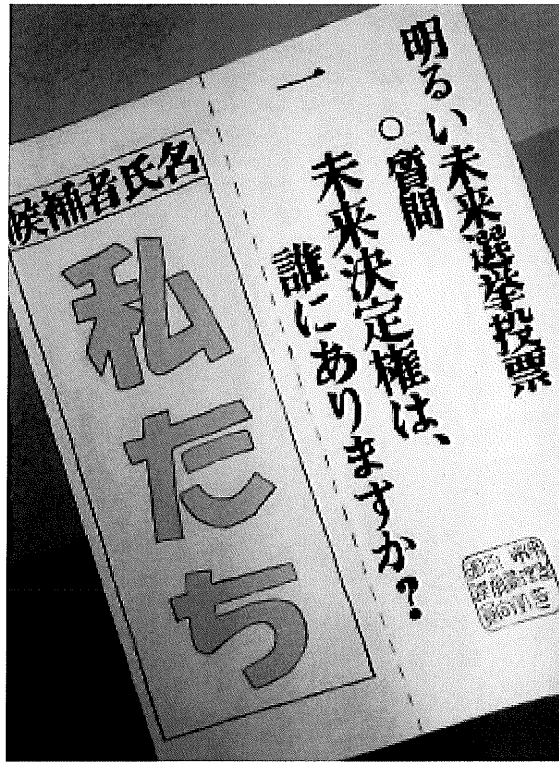 明るい未来選挙投票
○質問
一 未来決定権は、
誰にありますか?
候補者氏名
私たち